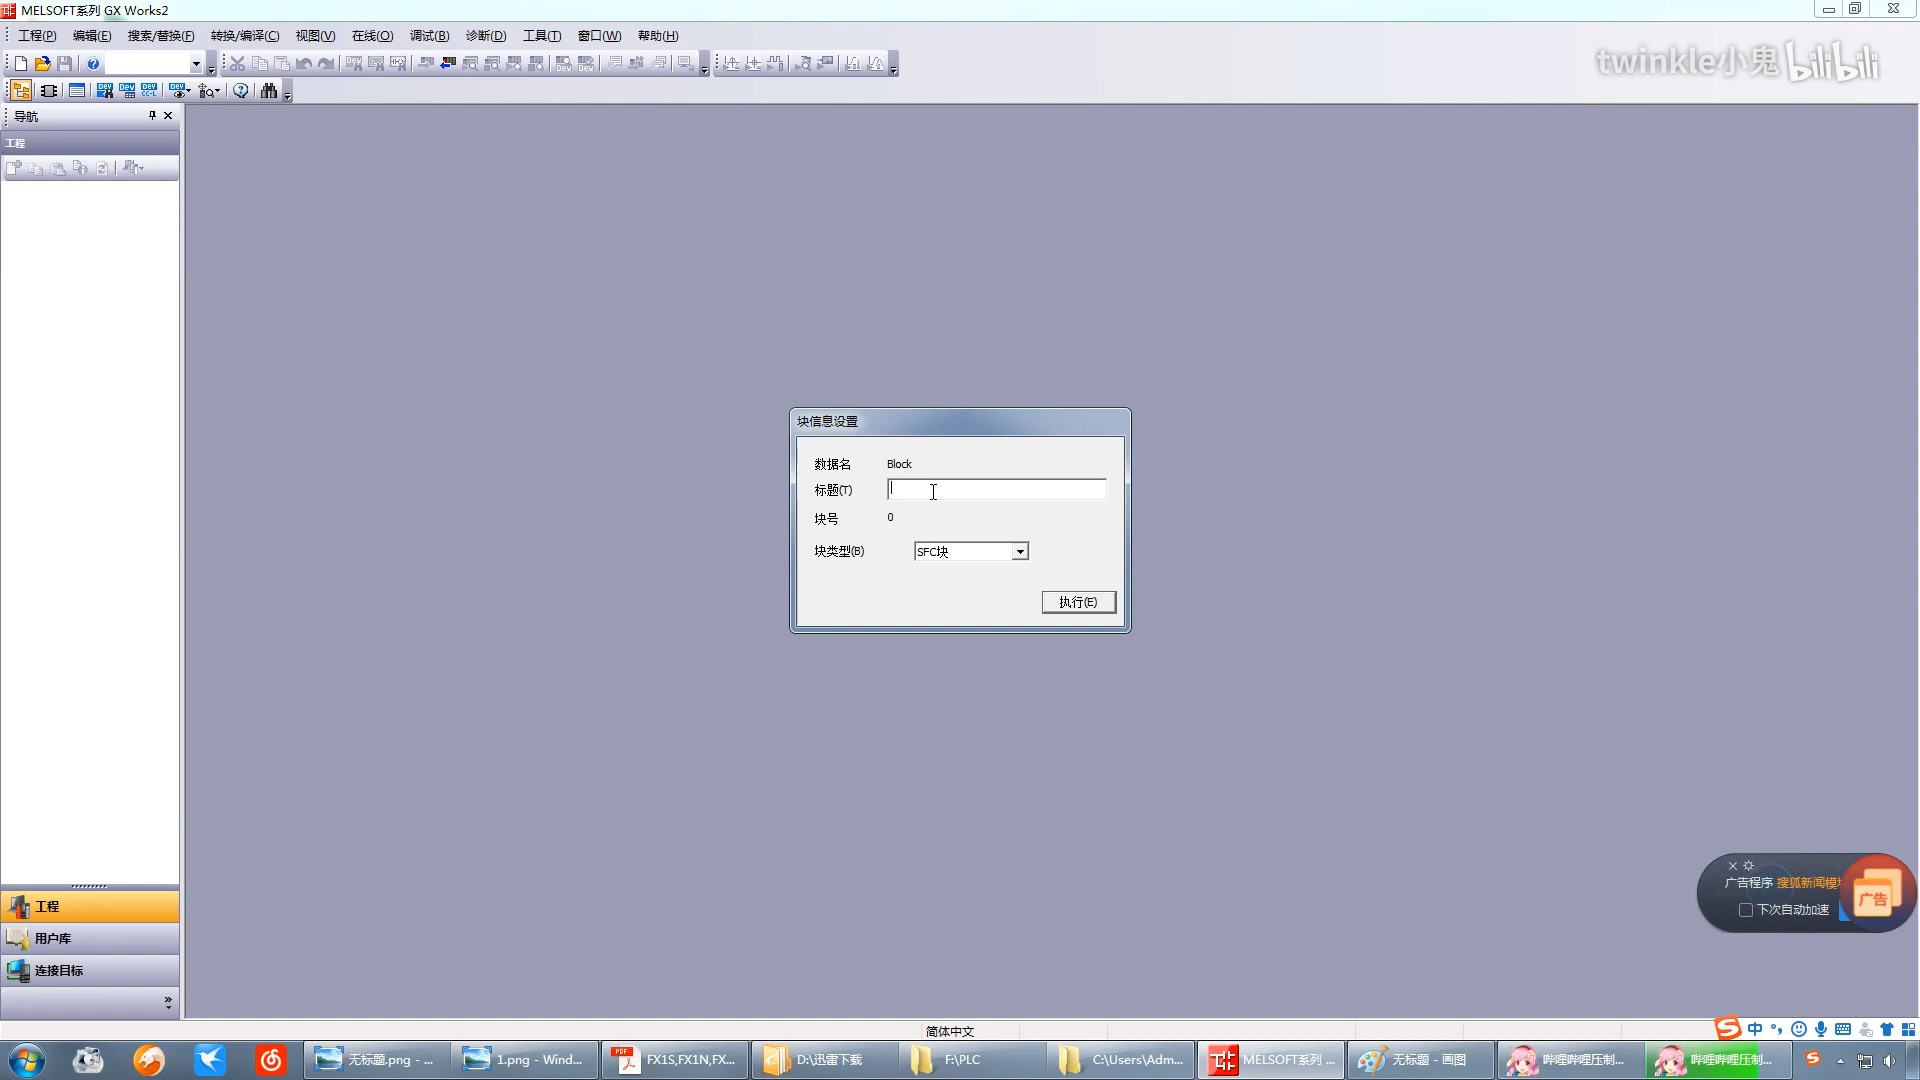 MELSOFT系列 GX Works2
工程(P) 编辑(E) 搜索/替换(F) 转换/编译(C) 视图(V) 在线(O) 调试(B) 诊断(D) 工具(T) 窗口(W) 帮助(H)
twinkle小鬼 bilibili
导航
工程
块信息设置
数据名 Block
标题(T)
块号 0
块类型(B) SFC块
执行(E)
广告程序 搜狐新闻模
广告
下次自动加速
工程
用户库
连接目标
简体中文
中
无标题.png - ... 1.png - Wind... FX1S,FX1N,FX... D:\迅雷下载 F:\PLC C:\Users\Adm... MELSOFT系列 ... 无标题 - 画图 哔哩哔哩压制... 哔哩哔哩压制...